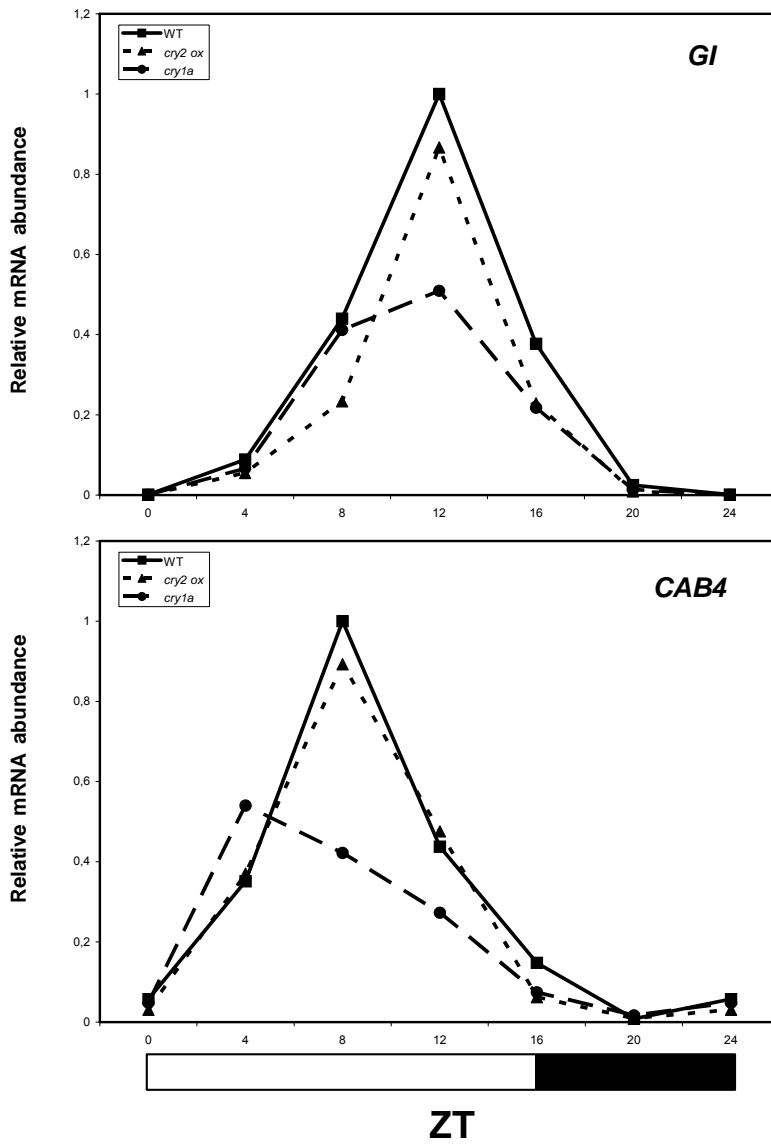 1,2
WT
cry2 ox
cry1a
GI
1
0,8
0,6
0,4
0,2
0
Relative mRNA abundance
0 4 8 12 16 20 24
1,2
WT
cry2 ox
cry1a
CAB4
1
0,8
0,6
0,4
0,2
0
Relative mRNA abundance
0 4 8 12 16 20 24
ZT